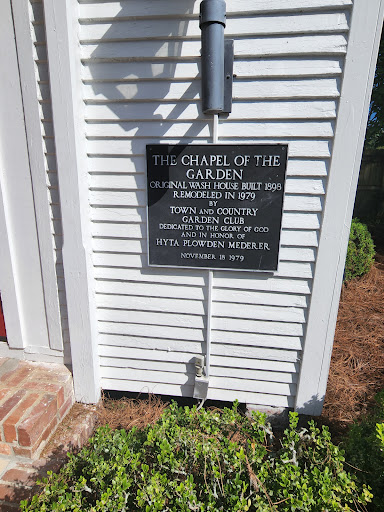 THE CHAPEL OF THE
GARDEN
ORIGINAL WASH HOUSE BUILT 1898
REMODELED IN 1979
BY
TOWN AND COUNTRY
GARDEN CLUB
DEDICATED TO THE GLORY OF GOD
AND IN HONOR OF
HYTA PLOWDEN MEDERER
NOVEMBER 18 1979